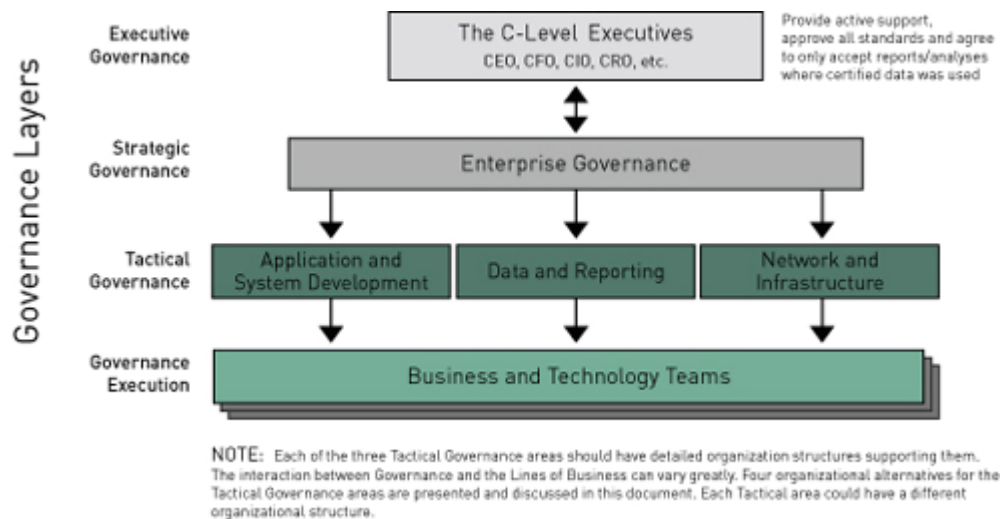 Governance Layers
Executive
Governance
The C-Level Executives
CEO, CFO, CIO, CRO, etc.
Provide active support,
approve all standards and agree
to only accept reports/analyses
where certified data was used
Strategic
Governance
Enterprise Governance
Tactical
Governance
Application and
System Development
Data and Reporting
Network and
Infrastructure
Governance
Execution
Business and Technology Teams
NOTE: Each of the three Tactical Governance areas should have detailed organization structures supporting them.
The interaction between Governance and the Lines of Business can vary greatly. Four organizational alternatives for the
Tactical Governance areas are presented and discussed in this document. Each Tactical area could have a different
organizational structure.